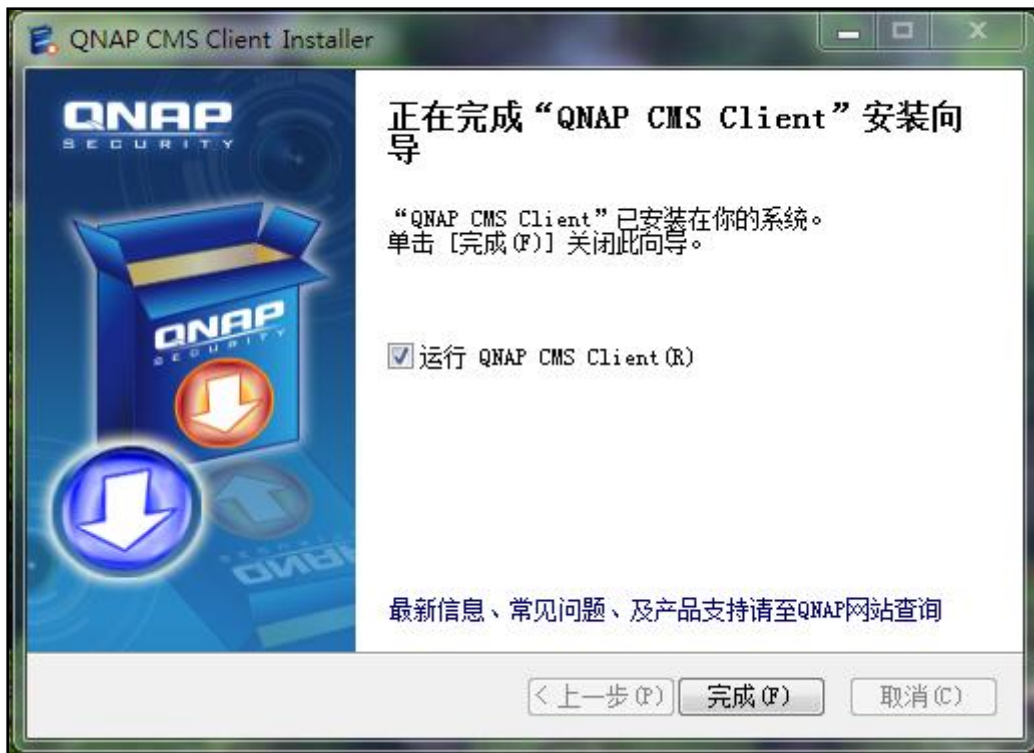 QNAP CMS Client Installer
QNAP
SECURITY
正在完成“QNAP CMS Client”安装向
导
“QNAP CMS Client”已安装在你的系统。
单击 [完成(F)] 关闭此向导。
QNAP
SECURITY
运行 QNAP CMS Client(R)
QNAP
最新信息、常见问题、及产品支持请至QNAP网站查询
< 上一步(P)
完成(F)
取消(C)